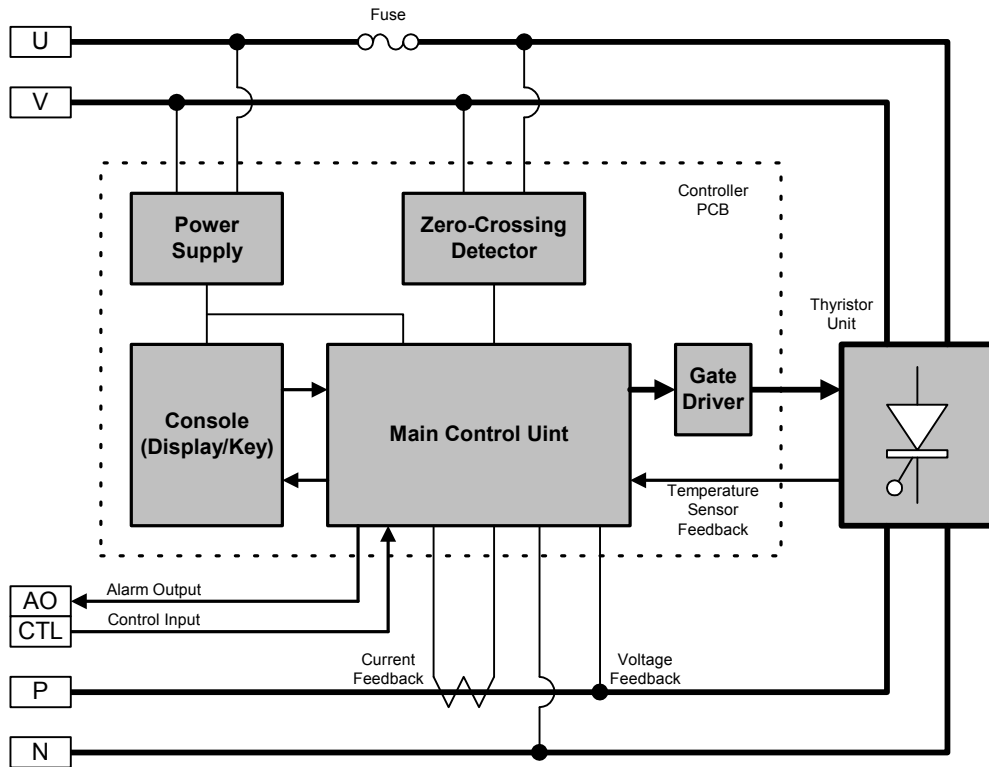 Fuse
U
V
Controller
PCB
Power
Supply
Zero-Crossing
Detector
Thyristor
Unit
Console
(Display/Key)
Main Control Uint
Gate
Driver
Temperature
Sensor
Feedback
AO
Alarm Output
CTL
Control Input
Current
Feedback
Voltage
Feedback
P
N